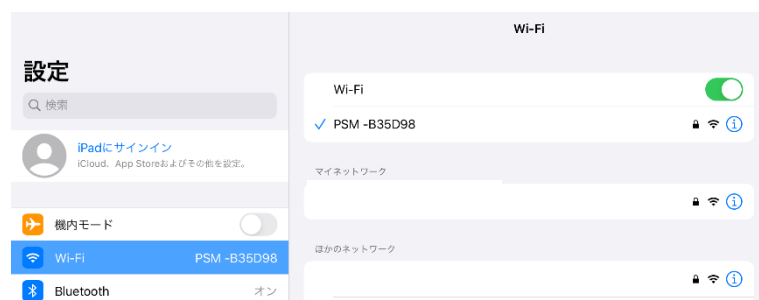 Wi-Fi
設定
検索
iPadにサインイン
iCloud、App Storeおよびその他を設定。
機内モード
Wi-Fi PSM -B35D98
Bluetooth オン
Wi-Fi
PSM -B35D98
マイネットワーク
ほかのネットワーク